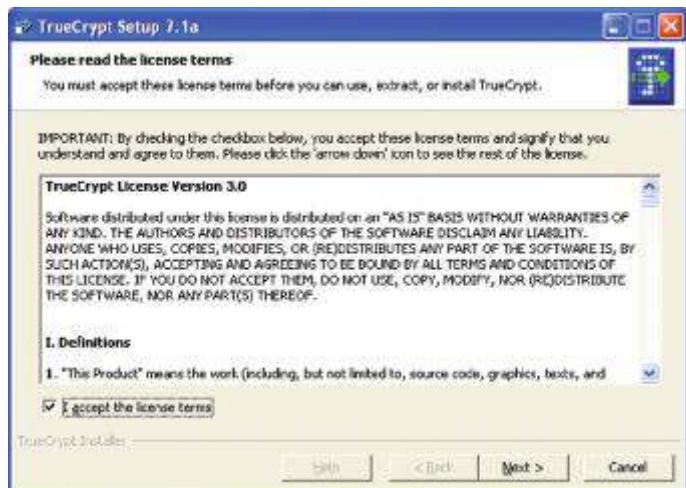 TrueCrypt Setup 7.1a
Please read the license terms
You must accept these license terms before you can use, extract, or install TrueCrypt.
IMPORTANT: By checking the checkbox below, you accept these license terms and signify that you
understand and agree to them. Please click the 'arrow down' icon to see the rest of the license.
TrueCrypt License Version 3.0
Software distributed under this license is distributed on an "AS IS" BASIS WITHOUT WARRANTIES OF
ANY KIND. THE AUTHORS AND DISTRIBUTORS OF THE SOFTWARE DISCLAIM ANY LIABILITY.
ANYONE WHO USES, COPIES, MODIFIES, OR (RE)DISTRIBUTES ANY PART OF THE SOFTWARE IS, BY
SUCH ACTION(S), ACCEPTING AND AGREEING TO BE BOUND BY ALL TERMS AND CONDITIONS OF
THIS LICENSE. IF YOU DO NOT ACCEPT THEM, DO NOT USE, COPY, MODIFY, NOR (RE)DISTRIBUTE
THE SOFTWARE, NOR ANY PART(S) THEREOF.
I. Definitions
1. "This Product" means the work (including, but not limited to, source code, graphics, texts, and
I accept the license terms
TrueCrypt Installer
Help
< Back
Next >
Cancel